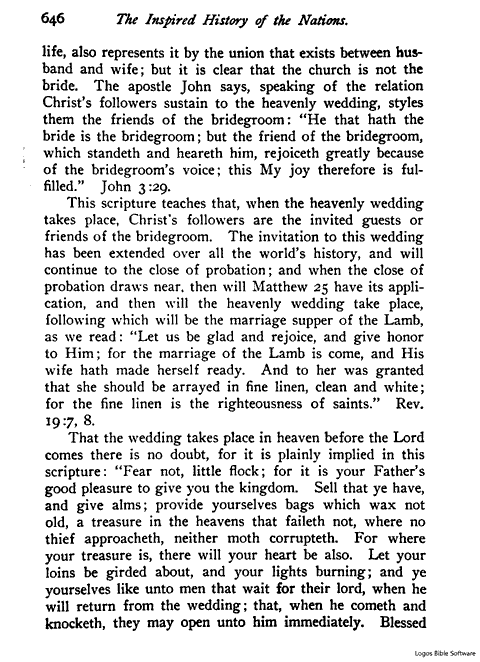 646 The Inspired History of the Nations.
life, also represents it by the union that exists between hus-
band and wife; but it is clear that the church is not the
bride. The apostle John says, speaking of the relation
Christ's followers sustain to the heavenly wedding, styles
them the friends of the bridegroom: "He that hath the
bride is the bridegroom; but the friend of the bridegroom,
which standeth and heareth him, rejoiceth greatly because
of the bridegroom's voice; this My joy therefore is ful-
filled." John 3:29.
This scripture teaches that, when the heavenly wedding
takes place, Christ's followers are the invited guests or
friends of the bridegroom. The invitation to this wedding
has been extended over all the world's history, and will
continue to the close of probation; and when the close of
probation draws near, then will Matthew 25 have its appli-
cation, and then will the heavenly wedding take place,
following which will be the marriage supper of the Lamb,
as we read: "Let us be glad and rejoice, and give honor
to Him; for the marriage of the Lamb is come, and His
wife hath made herself ready. And to her was granted
that she should be arrayed in fine linen, clean and white;
for the fine linen is the righteousness of saints." Rev.
19:7, 8.
That the wedding takes place in heaven before the Lord
comes there is no doubt, for it is plainly implied in this
scripture: "Fear not, little flock; for it is your Father's
good pleasure to give you the kingdom. Sell that ye have,
and give alms; provide yourselves bags which wax not
old, a treasure in the heavens that faileth not, where no
thief approacheth, neither moth corrupteth. For where
your treasure is, there will your heart be also. Let your
loins be girded about, and your lights burning; and ye
yourselves like unto men that wait for their lord, when he
will return from the wedding; that, when he cometh and
knocketh, they may open unto him immediately. Blessed
Logos Bible Software